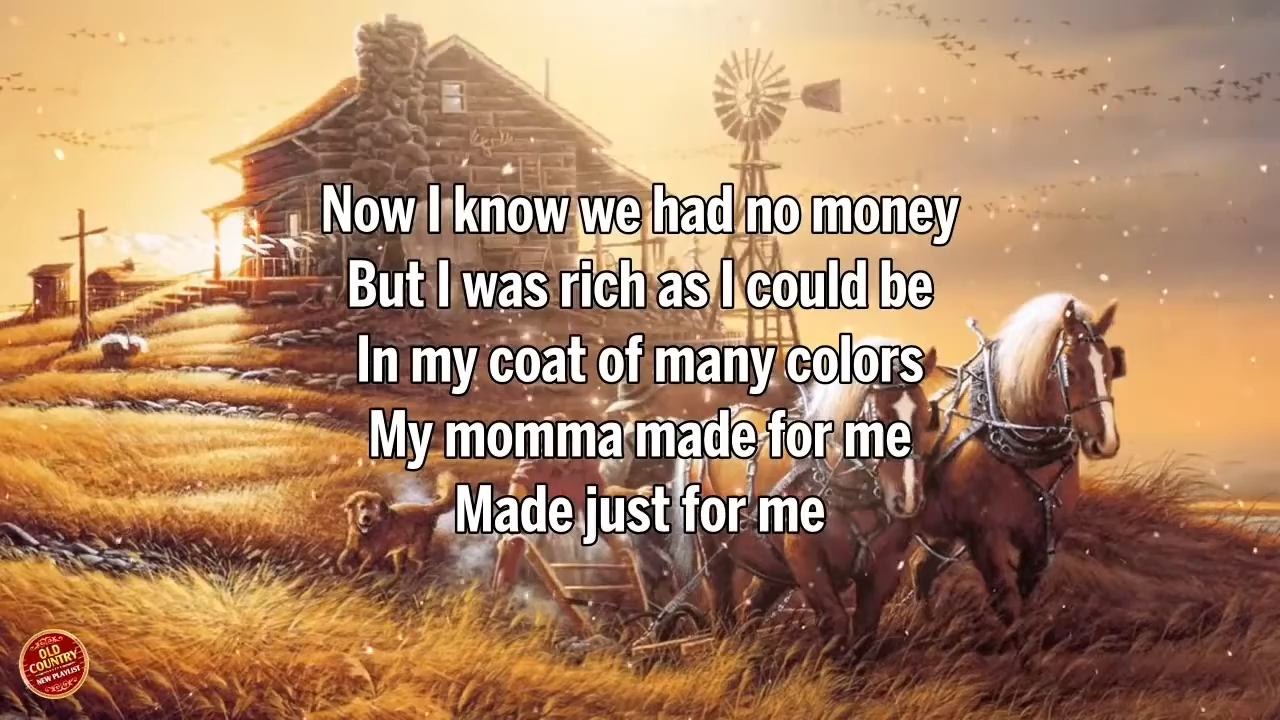 Now I know we had no money
But I was rich as I could be
In my coat of many colors
My momma made for me
Made just for me
OLD
COUNTRY
NEW PLAYLIST